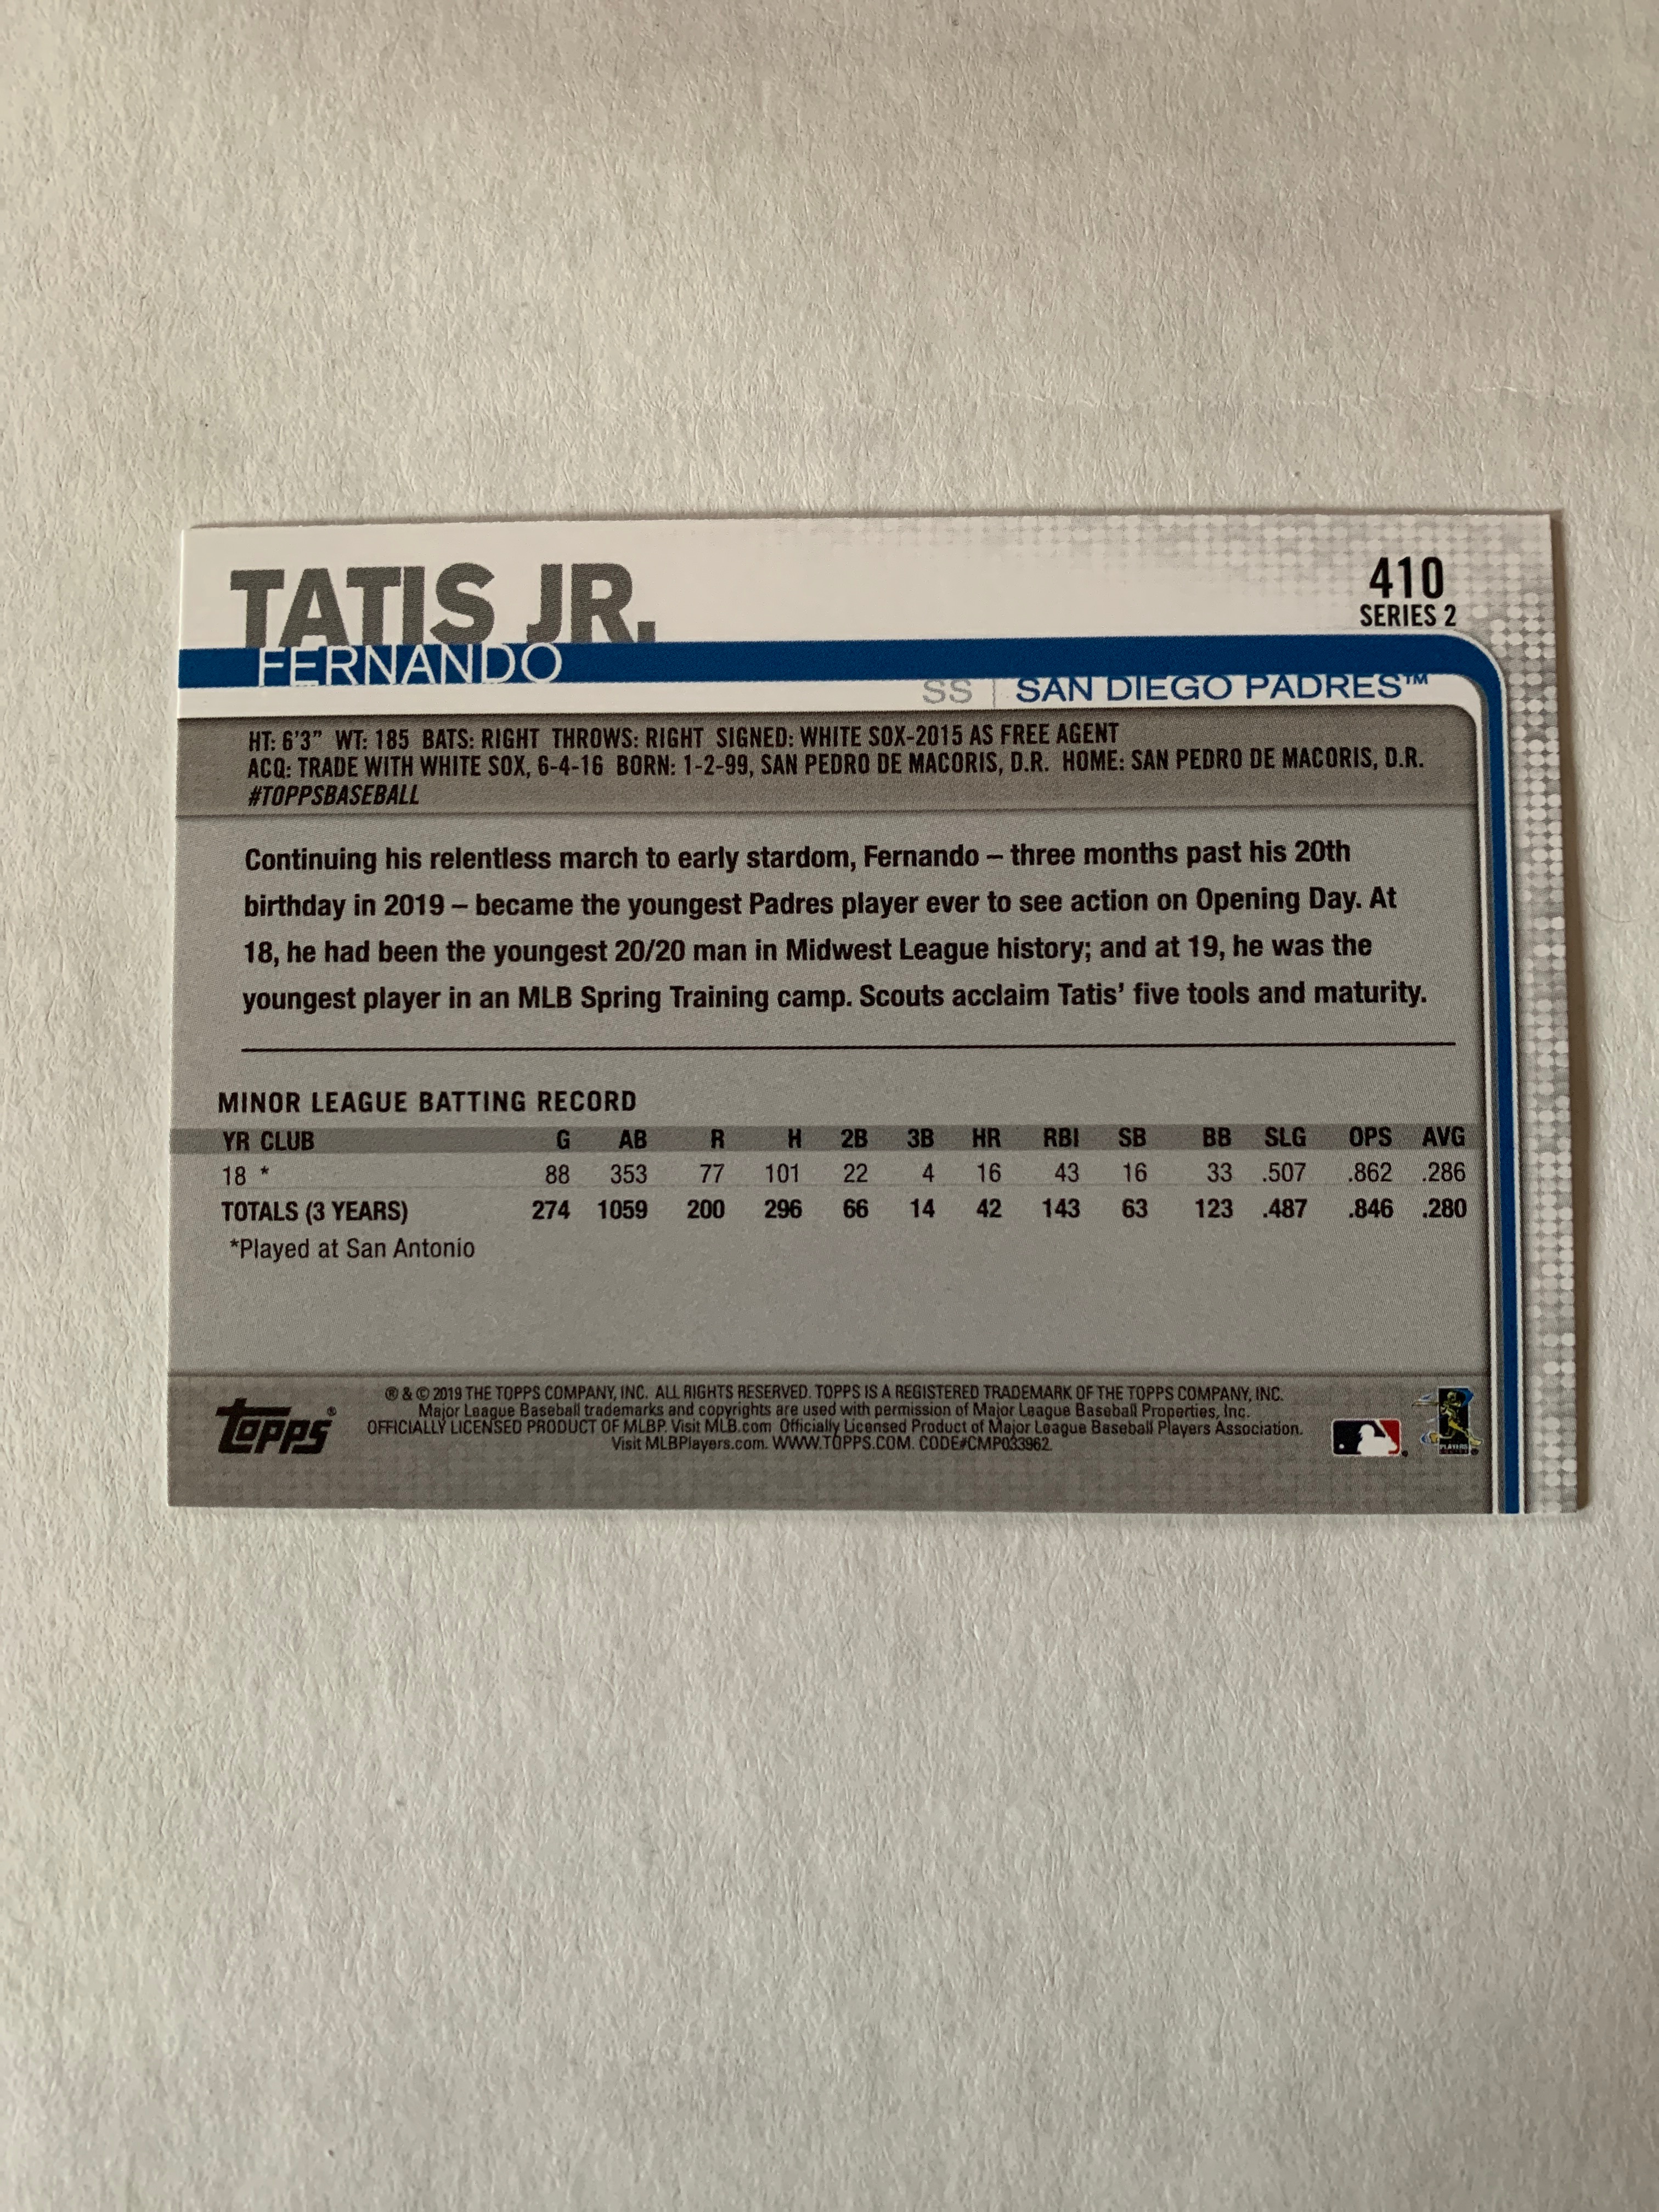 TATIS JR.
410
SERIES 2
FERNANDO
SS | SAN DIEGO PADRES™
HT: 6'3" WT: 185 BATS: RIGHT THROWS: RIGHT SIGNED: WHITE SOX-2015 AS FREE AGENT
ACQ: TRADE WITH WHITE SOX, 6-4-16 BORN: 1-2-99, SAN PEDRO DE MACORIS, D.R. HOME: SAN PEDRO DE MACORIS, D.R.
#TOPPSBASEBALL
Continuing his relentless march to early stardom, Fernando – three months past his 20th
birthday in 2019 – became the youngest Padres player ever to see action on Opening Day. At
18, he had been the youngest 20/20 man in Midwest League history; and at 19, he was the
youngest player in an MLB Spring Training camp. Scouts acclaim Tatis' five tools and maturity.
MINOR LEAGUE BATTING RECORD
YR CLUB G AB R H 2B 3B HR RBI SB BB SLG OPS AVG
18 * 88 353 77 101 22 4 16 43 16 33 .507 .862 .286
TOTALS (3 YEARS) 274 1059 200 296 66 14 42 143 63 123 .487 .846 .280
*Played at San Antonio
Topps®
® & © 2019 THE TOPPS COMPANY, INC. ALL RIGHTS RESERVED. TOPPS IS A REGISTERED TRADEMARK OF THE TOPPS COMPANY, INC.
Major League Baseball trademarks and copyrights are used with permission of Major League Baseball Properties, Inc.
OFFICIALLY LICENSED PRODUCT OF MLBP. Visit MLB.com Officially Licensed Product of Major League Baseball Players Association.
Visit MLBPlayers.com. WWW.TOPPS.COM. CODE#CMP033962
PLAYERS